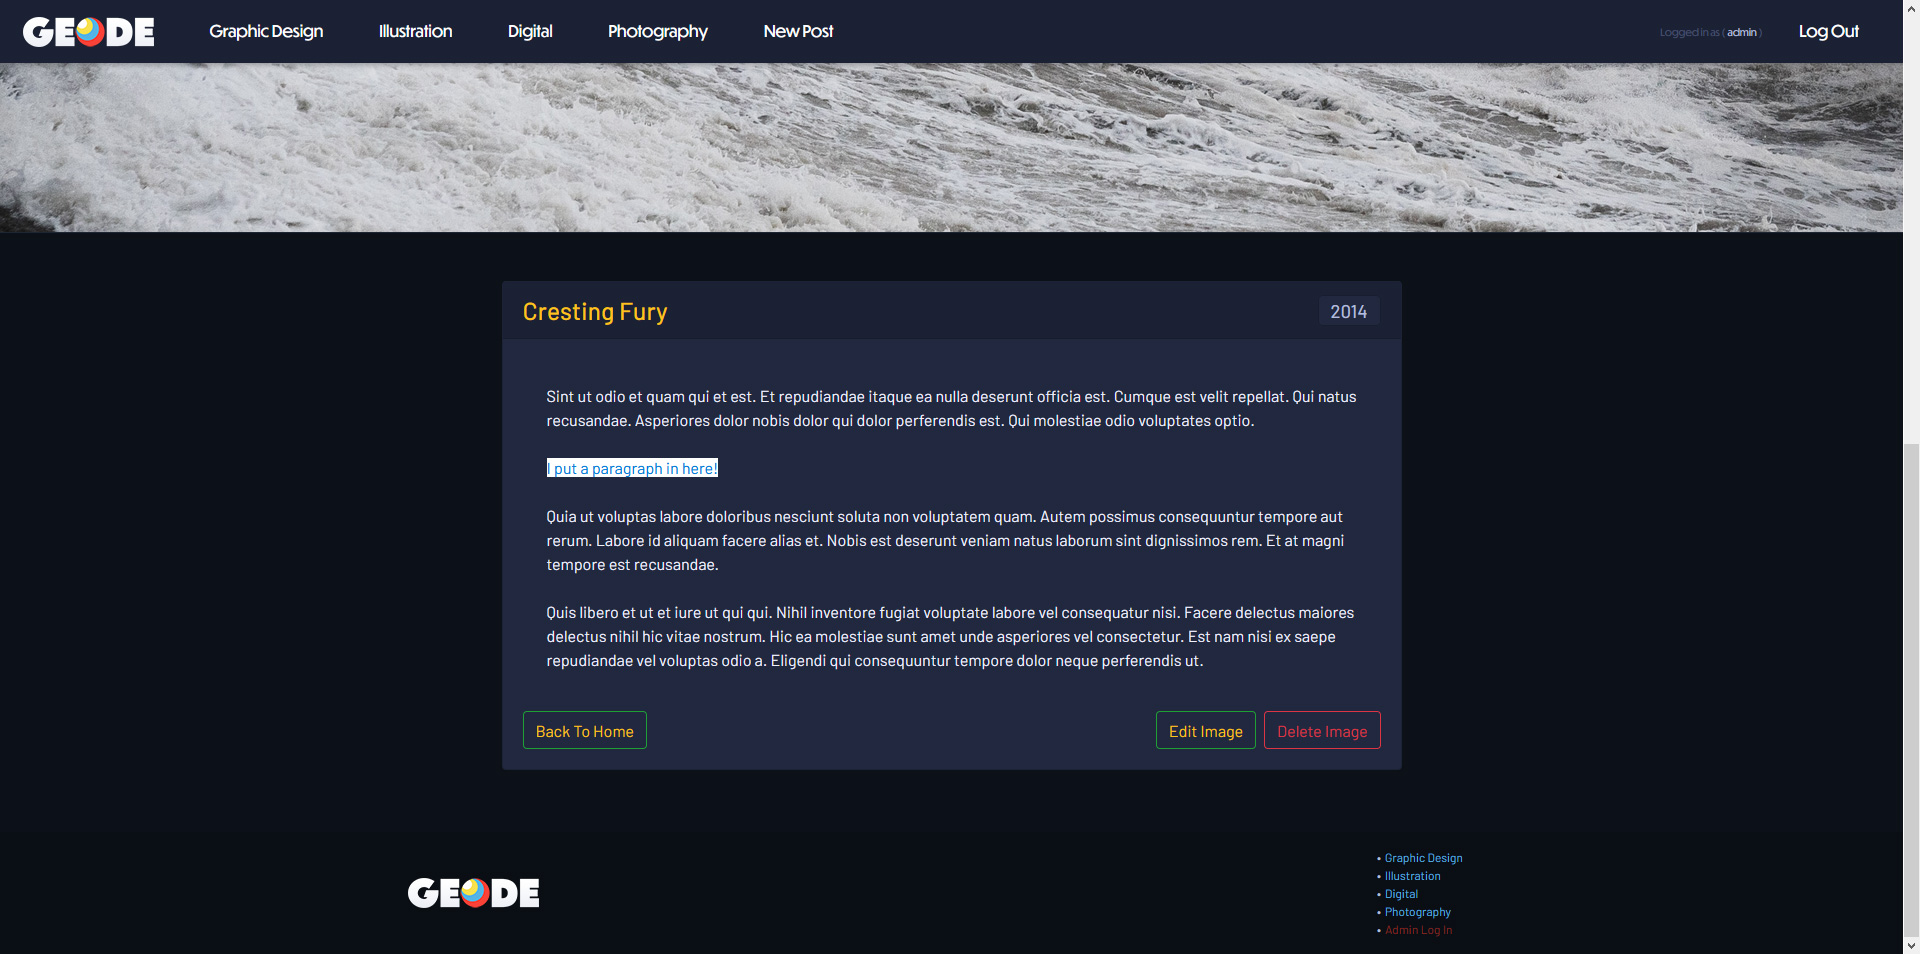 GEODE
Graphic Design
Illustration
Digital
Photography
New Post
Logged in as ( admin )
Log Out
Cresting Fury
2014
Sint ut odio et quam qui et est. Et repudiandae itaque ea nulla deserunt officia est. Cumque est velit repellat. Qui natus
recusandae. Asperiores dolor nobis dolor qui dolor perferendis est. Qui molestiae odio voluptates optio.
I put a paragraph in here!
Quia ut voluptas labore doloribus nesciunt soluta non voluptatem quam. Autem possimus consequuntur tempore aut
rerum. Labore id aliquam facere alias et. Nobis est deserunt veniam natus laborum sint dignissimos rem. Et at magni
tempore est recusandae.
Quis libero et ut et iure ut qui qui. Nihil inventore fugiat voluptate labore vel consequatur nisi. Facere delectus maiores
delectus nihil hic vitae nostrum. Hic ea molestiae sunt amet unde asperiores vel consectetur. Est nam nisi ex saepe
repudiandae vel voluptas odio a. Eligendi qui consequuntur tempore dolor neque perferendis ut.
Back To Home
Edit Image
Delete Image
GEODE
• Graphic Design
• Illustration
• Digital
• Photography
• Admin Log In